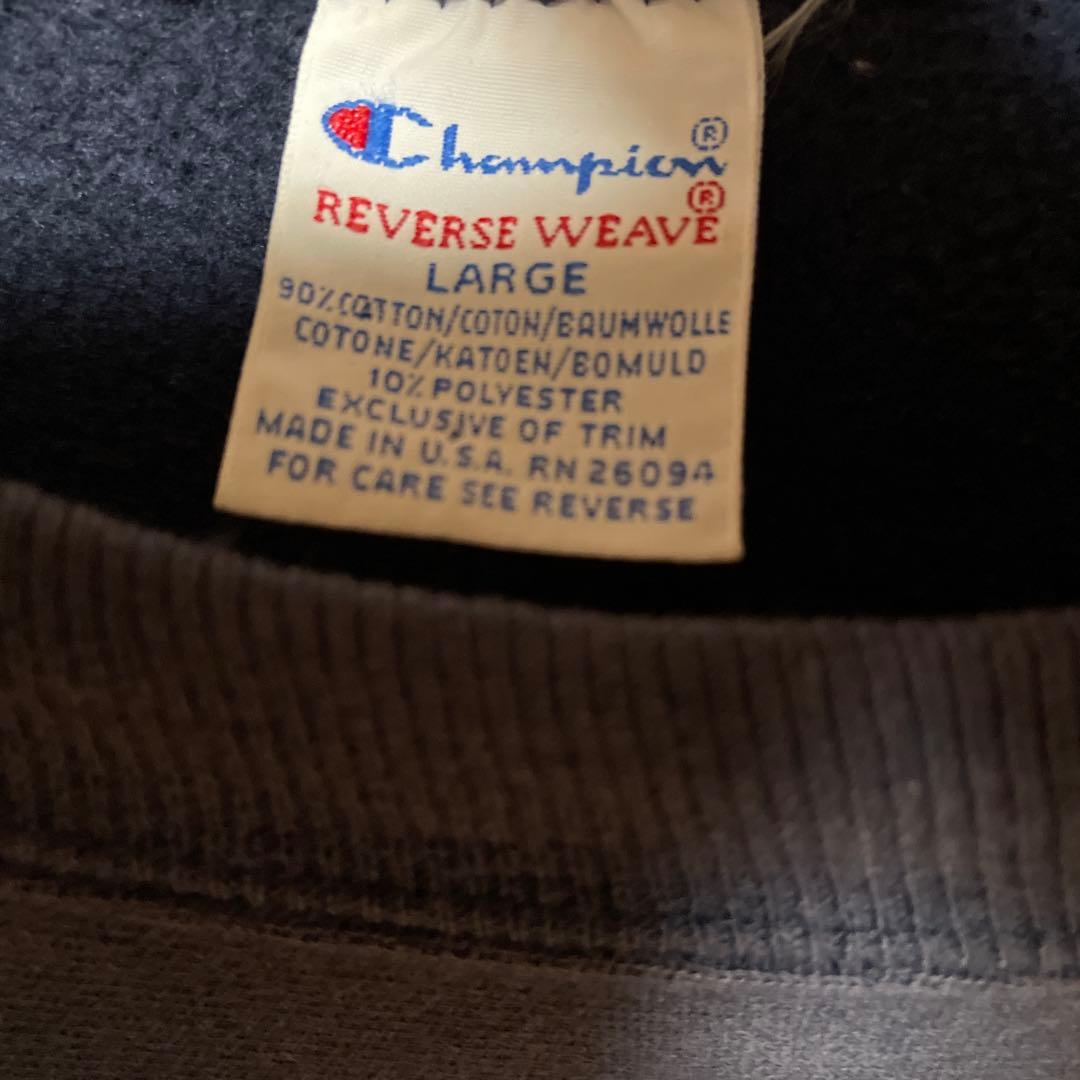 Champion®
REVERSE WEAVE®
LARGE
90% COTTON/COTON/BAUMWOLLE
COTONE/KATOEN/BOMULD
10% POLYESTER
EXCLUSIVE OF TRIM
MADE IN U.S.A. RN 26094
FOR CARE SEE REVERSE